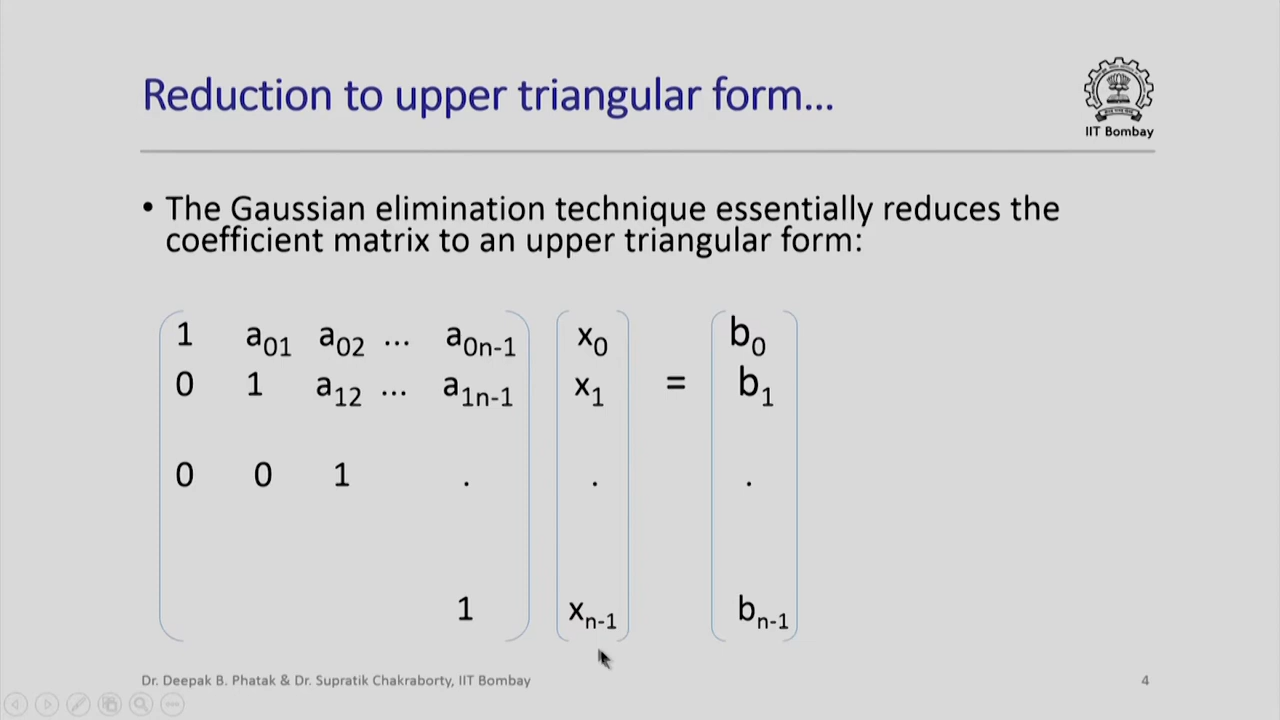 Reduction to upper triangular form...
IIT Bombay
• The Gaussian elimination technique essentially reduces the
coefficient matrix to an upper triangular form:
1 a01 a02 ... a0n-1 x0 b0
0 1 a12 ... a1n-1 x1 = b1
0 0 1 . . .
1 xn-1 bn-1
Dr. Deepak B. Phatak & Dr. Supratik Chakraborty, IIT Bombay 4